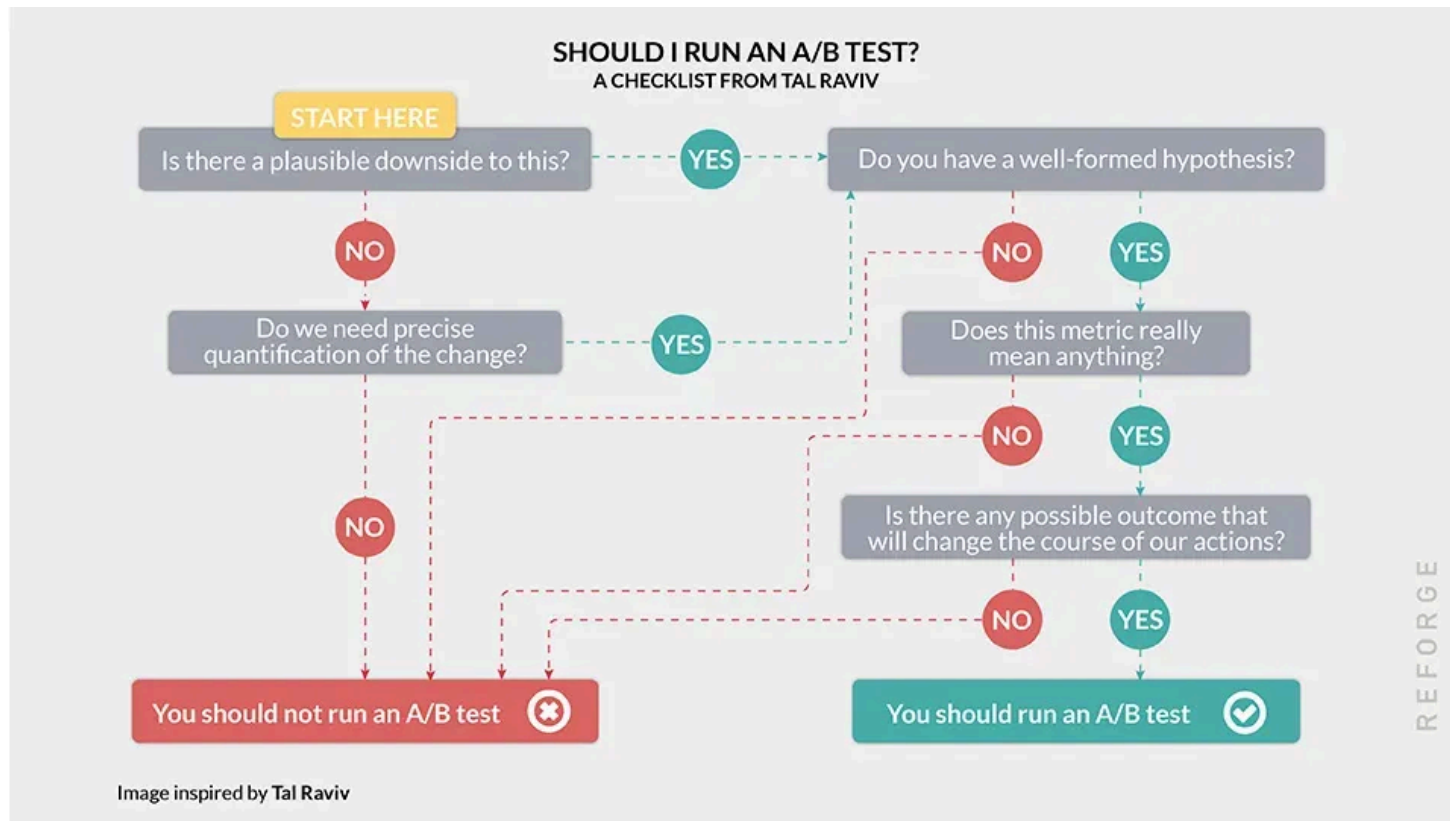 SHOULD I RUN AN A/B TEST?
A CHECKLIST FROM TAL RAVIV
START HERE
Is there a plausible downside to this?
YES
Do you have a well-formed hypothesis?
NO
NO
YES
Do we need precise
quantification of the change?
YES
Does this metric really
mean anything?
NO
YES
Is there any possible outcome that
will change the course of our actions?
NO
NO
YES
You should not run an A/B test
You should run an A/B test
REFORGE
Image inspired by Tal Raviv